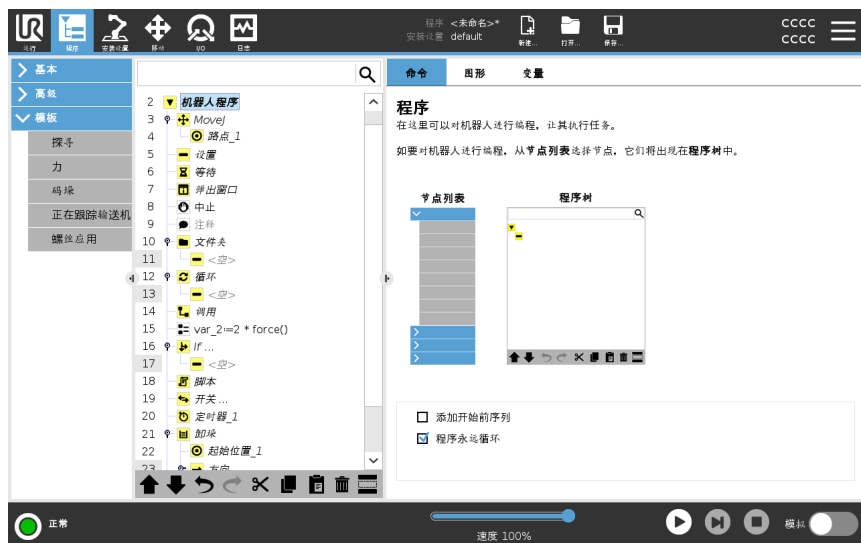 UR
运行
程序
安装设置
移动
I/O
日志
程序 <未命名>*
安装设置 default
新建...
打开...
保存...
CCCC
CCCC
基本
高级
模板
探寻
力
码垛
正在跟踪输送机
螺丝应用
2 机器人程序
3 MoveJ
4 路点_1
5 设置
6 等待
7 弹出窗口
8 中止
9 注释
10 文件夹
11 <空>
12 循环
13 <空>
14 调用
15 var_2≔2 * force()
16 If ...
17 <空>
18 脚本
19 开关 ...
20 定时器_1
21 卸垛
22 起始位置_1
23 方向
命令 图形 变量
程序
在这里可以对机器人进行编程，让其执行任务。
如要对机器人进行编程，从节点列表选择节点，它们将出现在程序树中。
节点列表
程序树
添加开始前序列
程序永远循环
正常
速度 100%
模拟